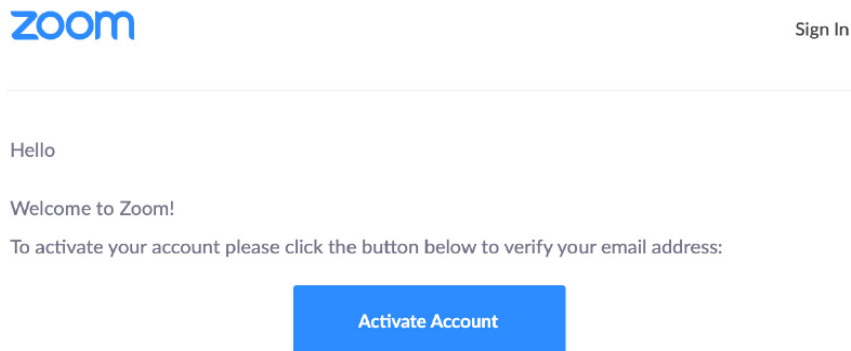 zoom
Sign In
Hello
Welcome to Zoom!
To activate your account please click the button below to verify your email address:
Activate Account